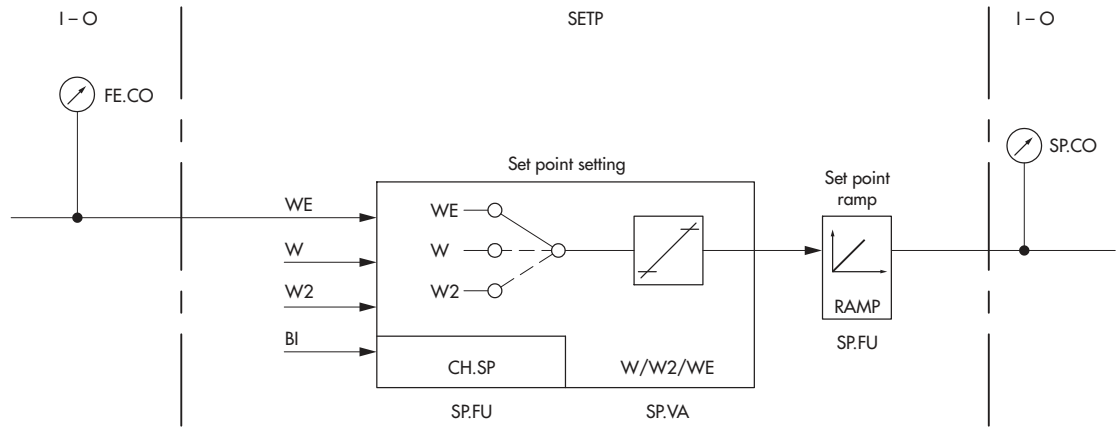 I – O
SETP
I – O
FE.CO
SP.CO
Set point setting
Set point
ramp
WE
WE
W
W
W2
W2
BI
RAMP
CH.SP
W/W2/WE
SP.FU
SP.FU
SP.VA